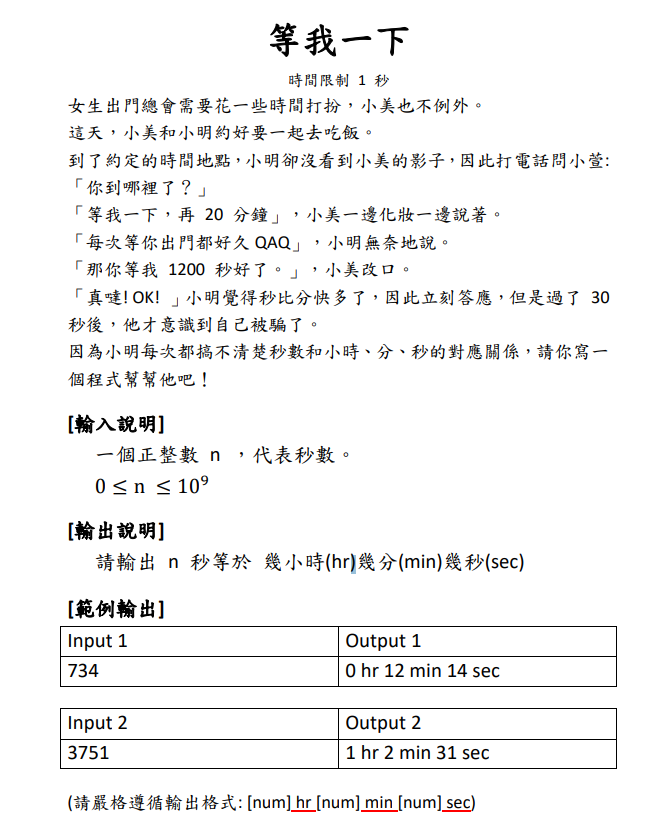 等我一下
時間限制 1 秒
女生出門總會需要花一些時間打扮，小美也不例外。
這天，小美和小明約好要一起去吃飯。
到了約定的時間地點，小明卻沒看到小美的影子，因此打電話問小萱:
「你到哪裡了？」
「等我一下，再 20 分鐘」，小美一邊化妝一邊說著。
「每次等你出門都好久 QAQ」，小明無奈地說。
「那你等我 1200 秒好了。」，小美改口。
「真噠! OK! 」小明覺得秒比分快多了，因此立刻答應，但是過了 30
秒後，他才意識到自己被騙了。
因為小明每次都搞不清楚秒數和小時、分、秒的對應關係，請你寫一
個程式幫幫他吧！
[輸入說明]
一個正整數 n ，代表秒數。
0 ≤ n ≤ 10⁹
[輸出說明]
請輸出 n 秒等於 幾小時(hr)幾分(min)幾秒(sec)
[範例輸出]
Input 1 Output 1
734 0 hr 12 min 14 sec
Input 2 Output 2
3751 1 hr 2 min 31 sec
(請嚴格遵循輸出格式: [num] hr [num] min [num] sec)